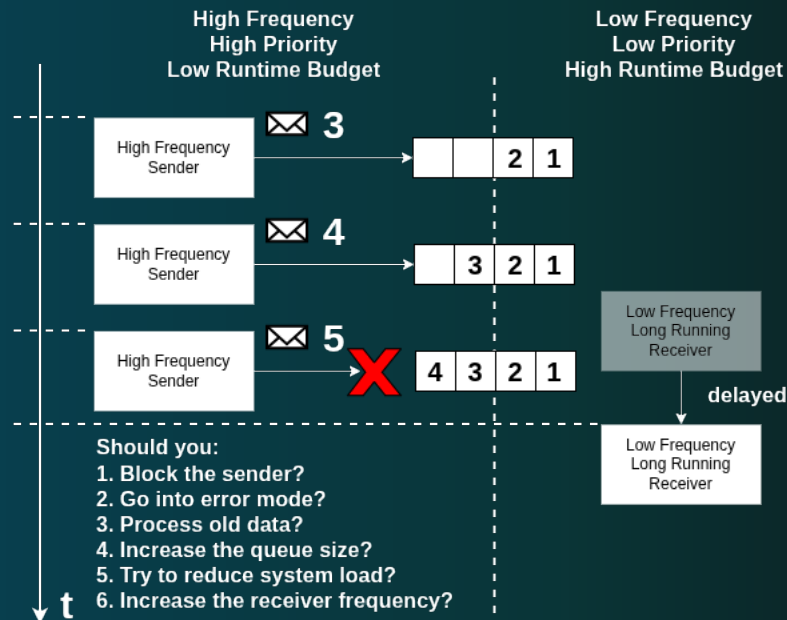 High Frequency
High Priority
Low Runtime Budget
Low Frequency
Low Priority
High Runtime Budget
High Frequency
Sender
3
2 1
High Frequency
Sender
4
3 2 1
High Frequency
Sender
5
X
4 3 2 1
Low Frequency
Long Running
Receiver
delayed
Low Frequency
Long Running
Receiver
Should you:
1. Block the sender?
2. Go into error mode?
3. Process old data?
4. Increase the queue size?
5. Try to reduce system load?
6. Increase the receiver frequency?
t